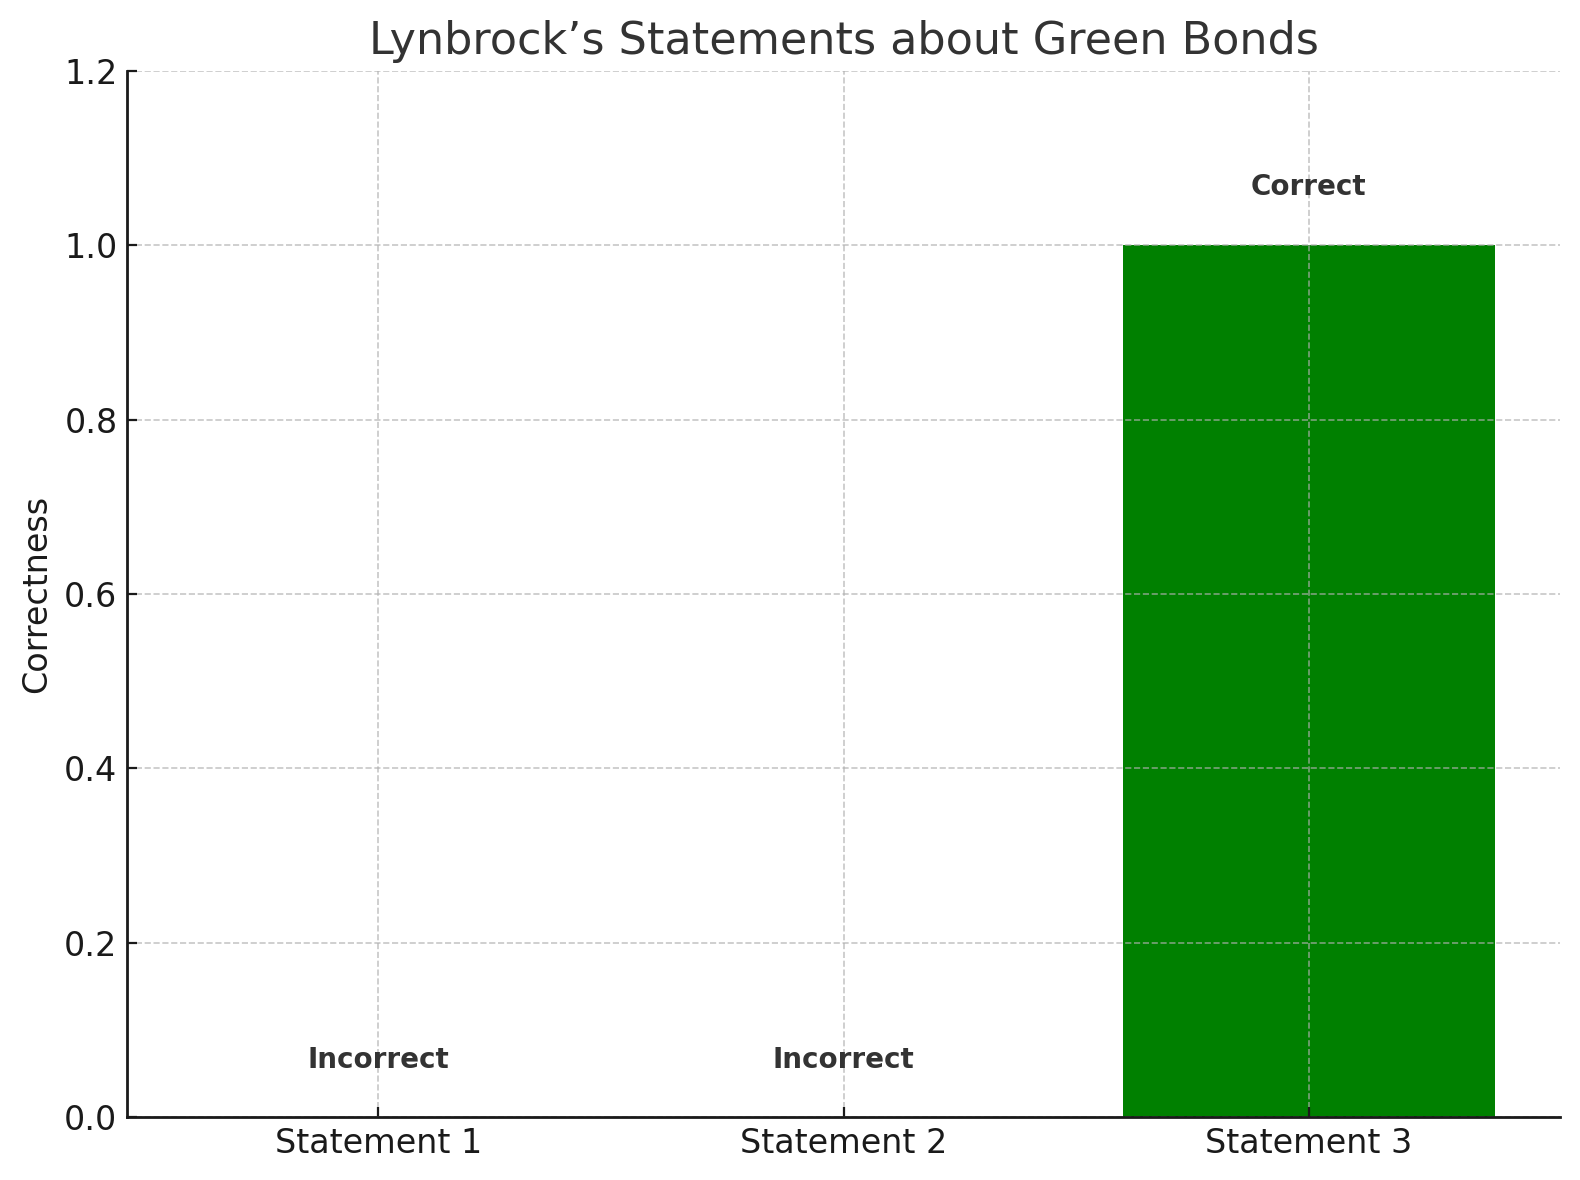 Lynbrock’s Statements about Green Bonds
1.2
1.0
0.8
0.6
0.4
0.2
0.0
Correctness
Correct
Incorrect
Incorrect
Statement 1
Statement 2
Statement 3